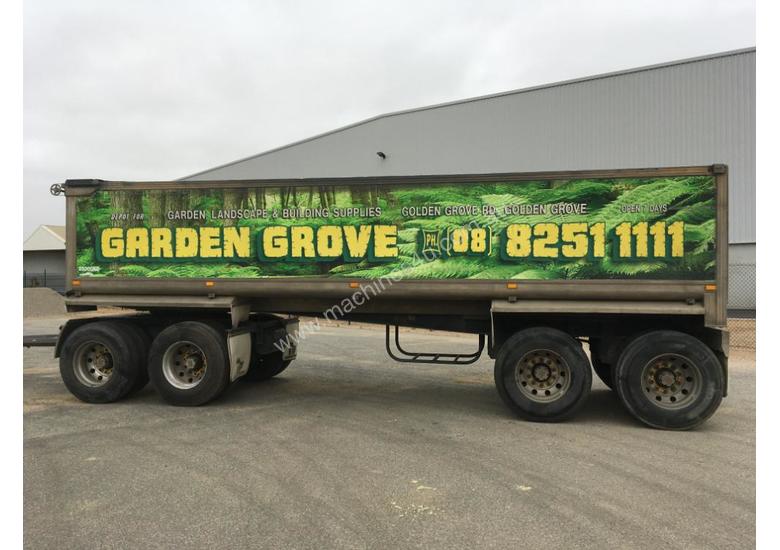 DEPOT FOR GARDEN LANDSCAPE & BUILDING SUPPLIES GOLDEN GROVE RD, GOLDEN GROVE OPEN 7 DAYS
GARDEN GROVE PH. (08) 8251 1111
www.machines4u.com.au